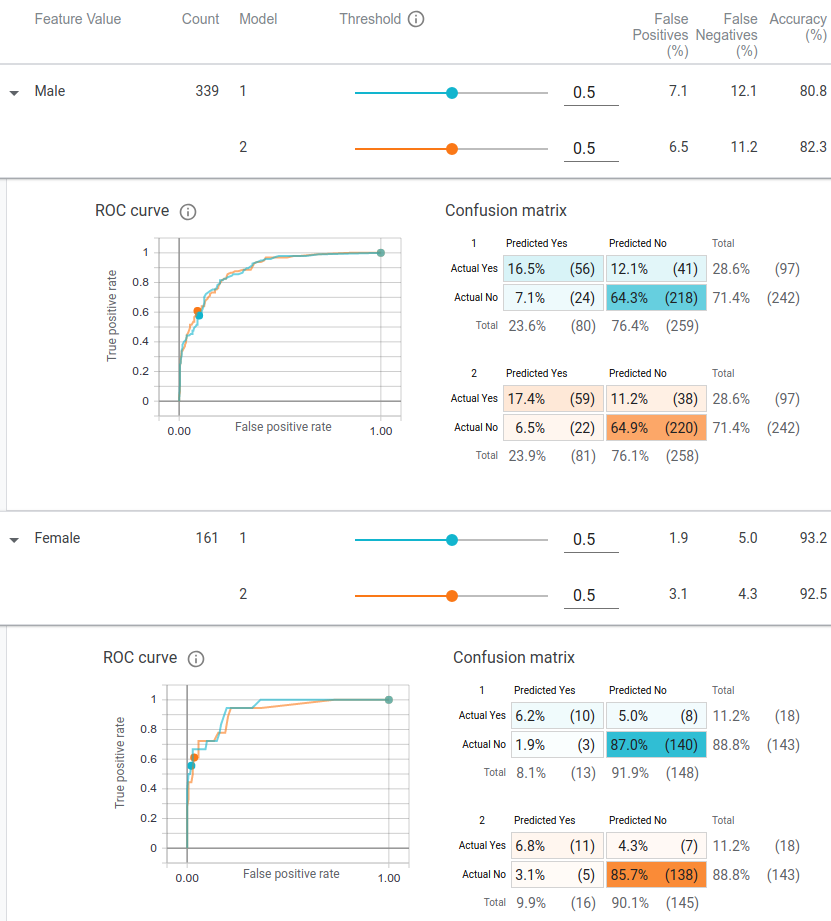 Feature Value Count Model Threshold False Positives (%) False Negatives (%) Accuracy (%)
Male 339 1 0.5 7.1 12.1 80.8
2 0.5 6.5 11.2 82.3
ROC curve
1
0.8
0.6
0.4
0.2
0
True positive rate
0.00 False positive rate 1.00
Confusion matrix
1 Predicted Yes Predicted No Total
Actual Yes 16.5% (56) 12.1% (41) 28.6% (97)
Actual No 7.1% (24) 64.3% (218) 71.4% (242)
Total 23.6% (80) 76.4% (259)
2 Predicted Yes Predicted No Total
Actual Yes 17.4% (59) 11.2% (38) 28.6% (97)
Actual No 6.5% (22) 64.9% (220) 71.4% (242)
Total 23.9% (81) 76.1% (258)
Female 161 1 0.5 1.9 5.0 93.2
2 0.5 3.1 4.3 92.5
ROC curve
1
0.8
0.6
0.4
0.2
0
True positive rate
0.00 False positive rate 1.00
Confusion matrix
1 Predicted Yes Predicted No Total
Actual Yes 6.2% (10) 5.0% (8) 11.2% (18)
Actual No 1.9% (3) 87.0% (140) 88.8% (143)
Total 8.1% (13) 91.9% (148)
2 Predicted Yes Predicted No Total
Actual Yes 6.8% (11) 4.3% (7) 11.2% (18)
Actual No 3.1% (5) 85.7% (138) 88.8% (143)
Total 9.9% (16) 90.1% (145)